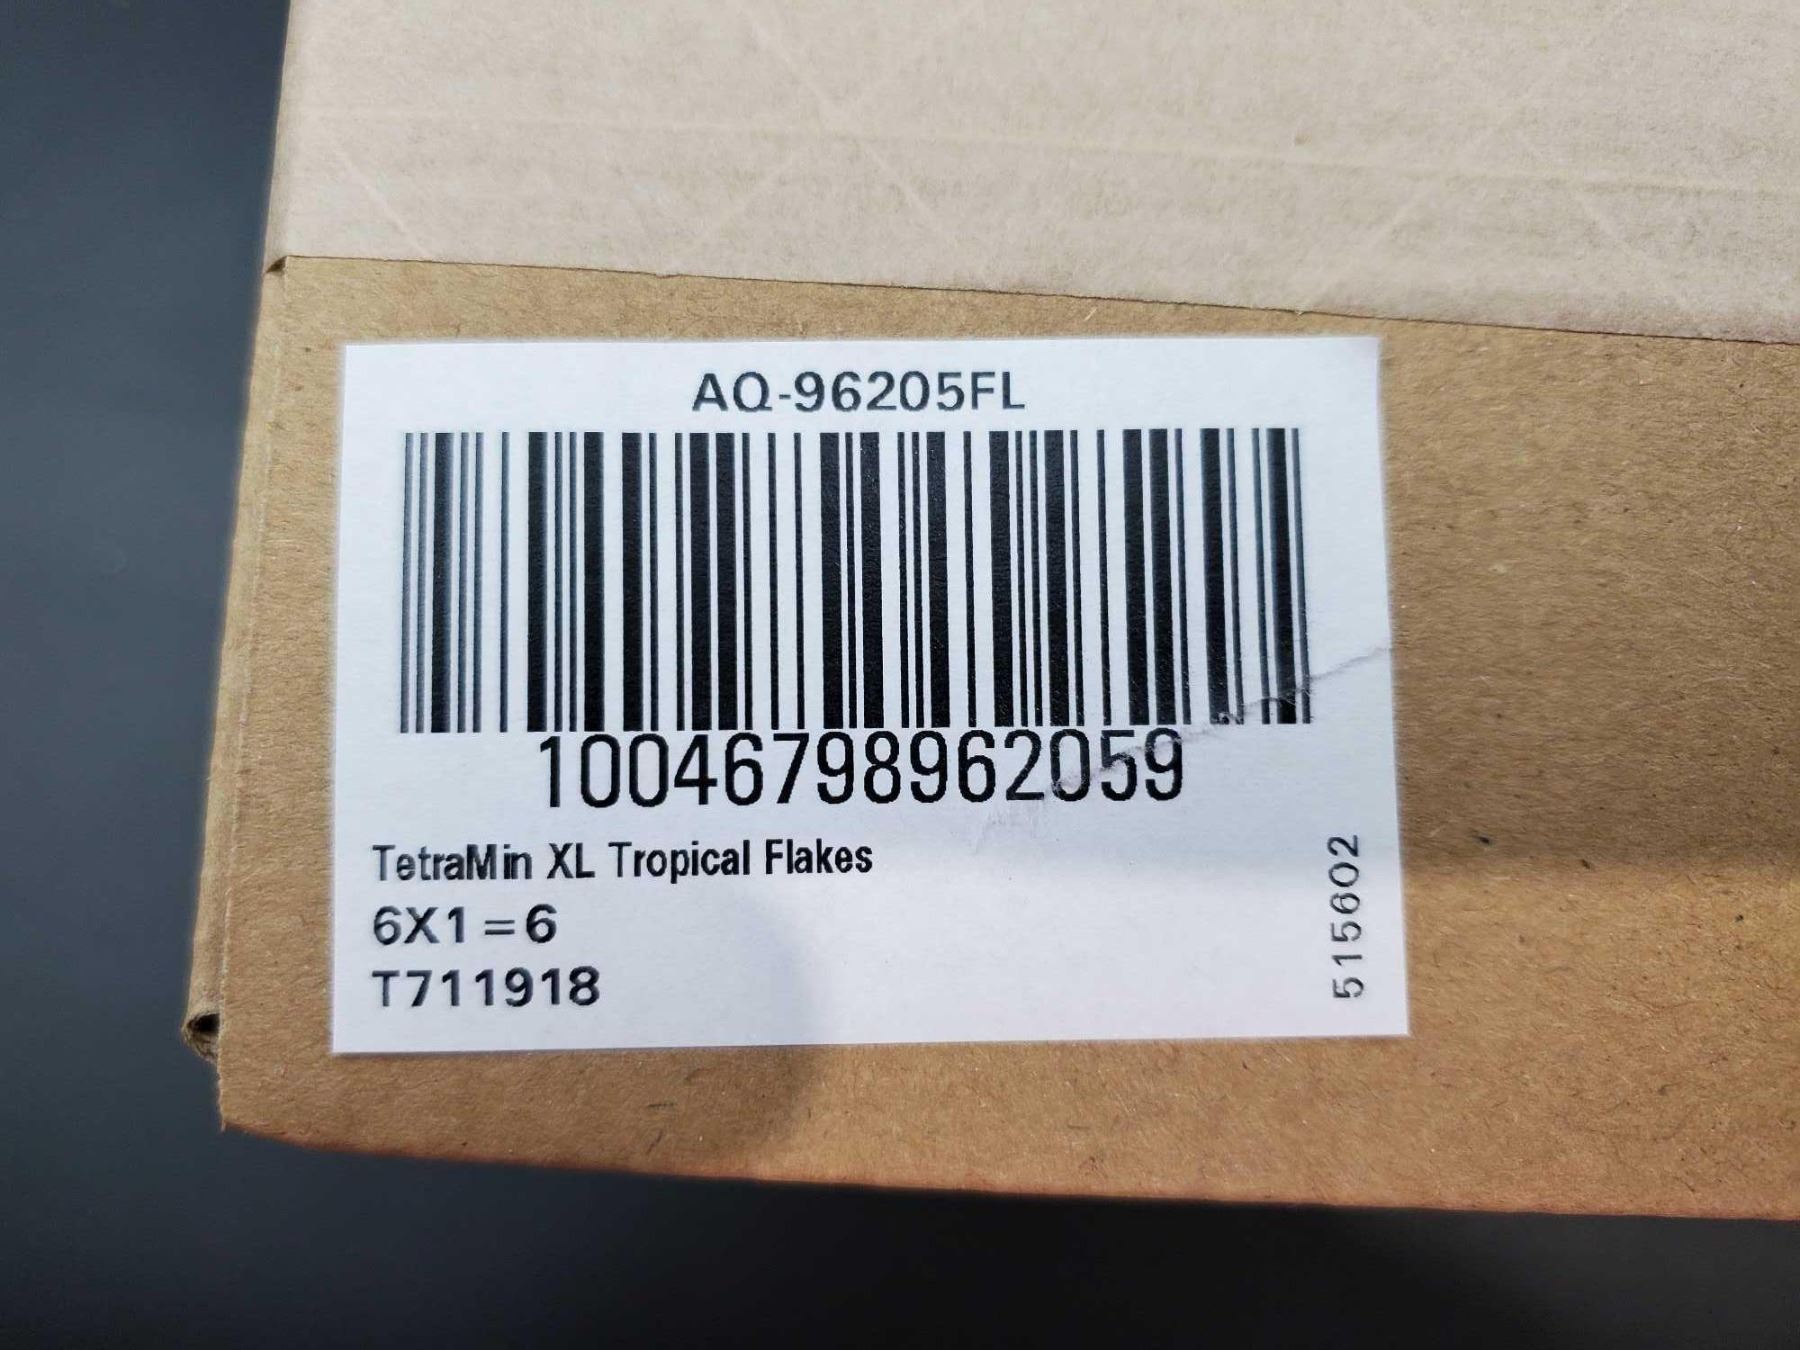 AQ-96205FL
10046798962059
TetraMin XL Tropical Flakes
6X1=6
T711918
515602